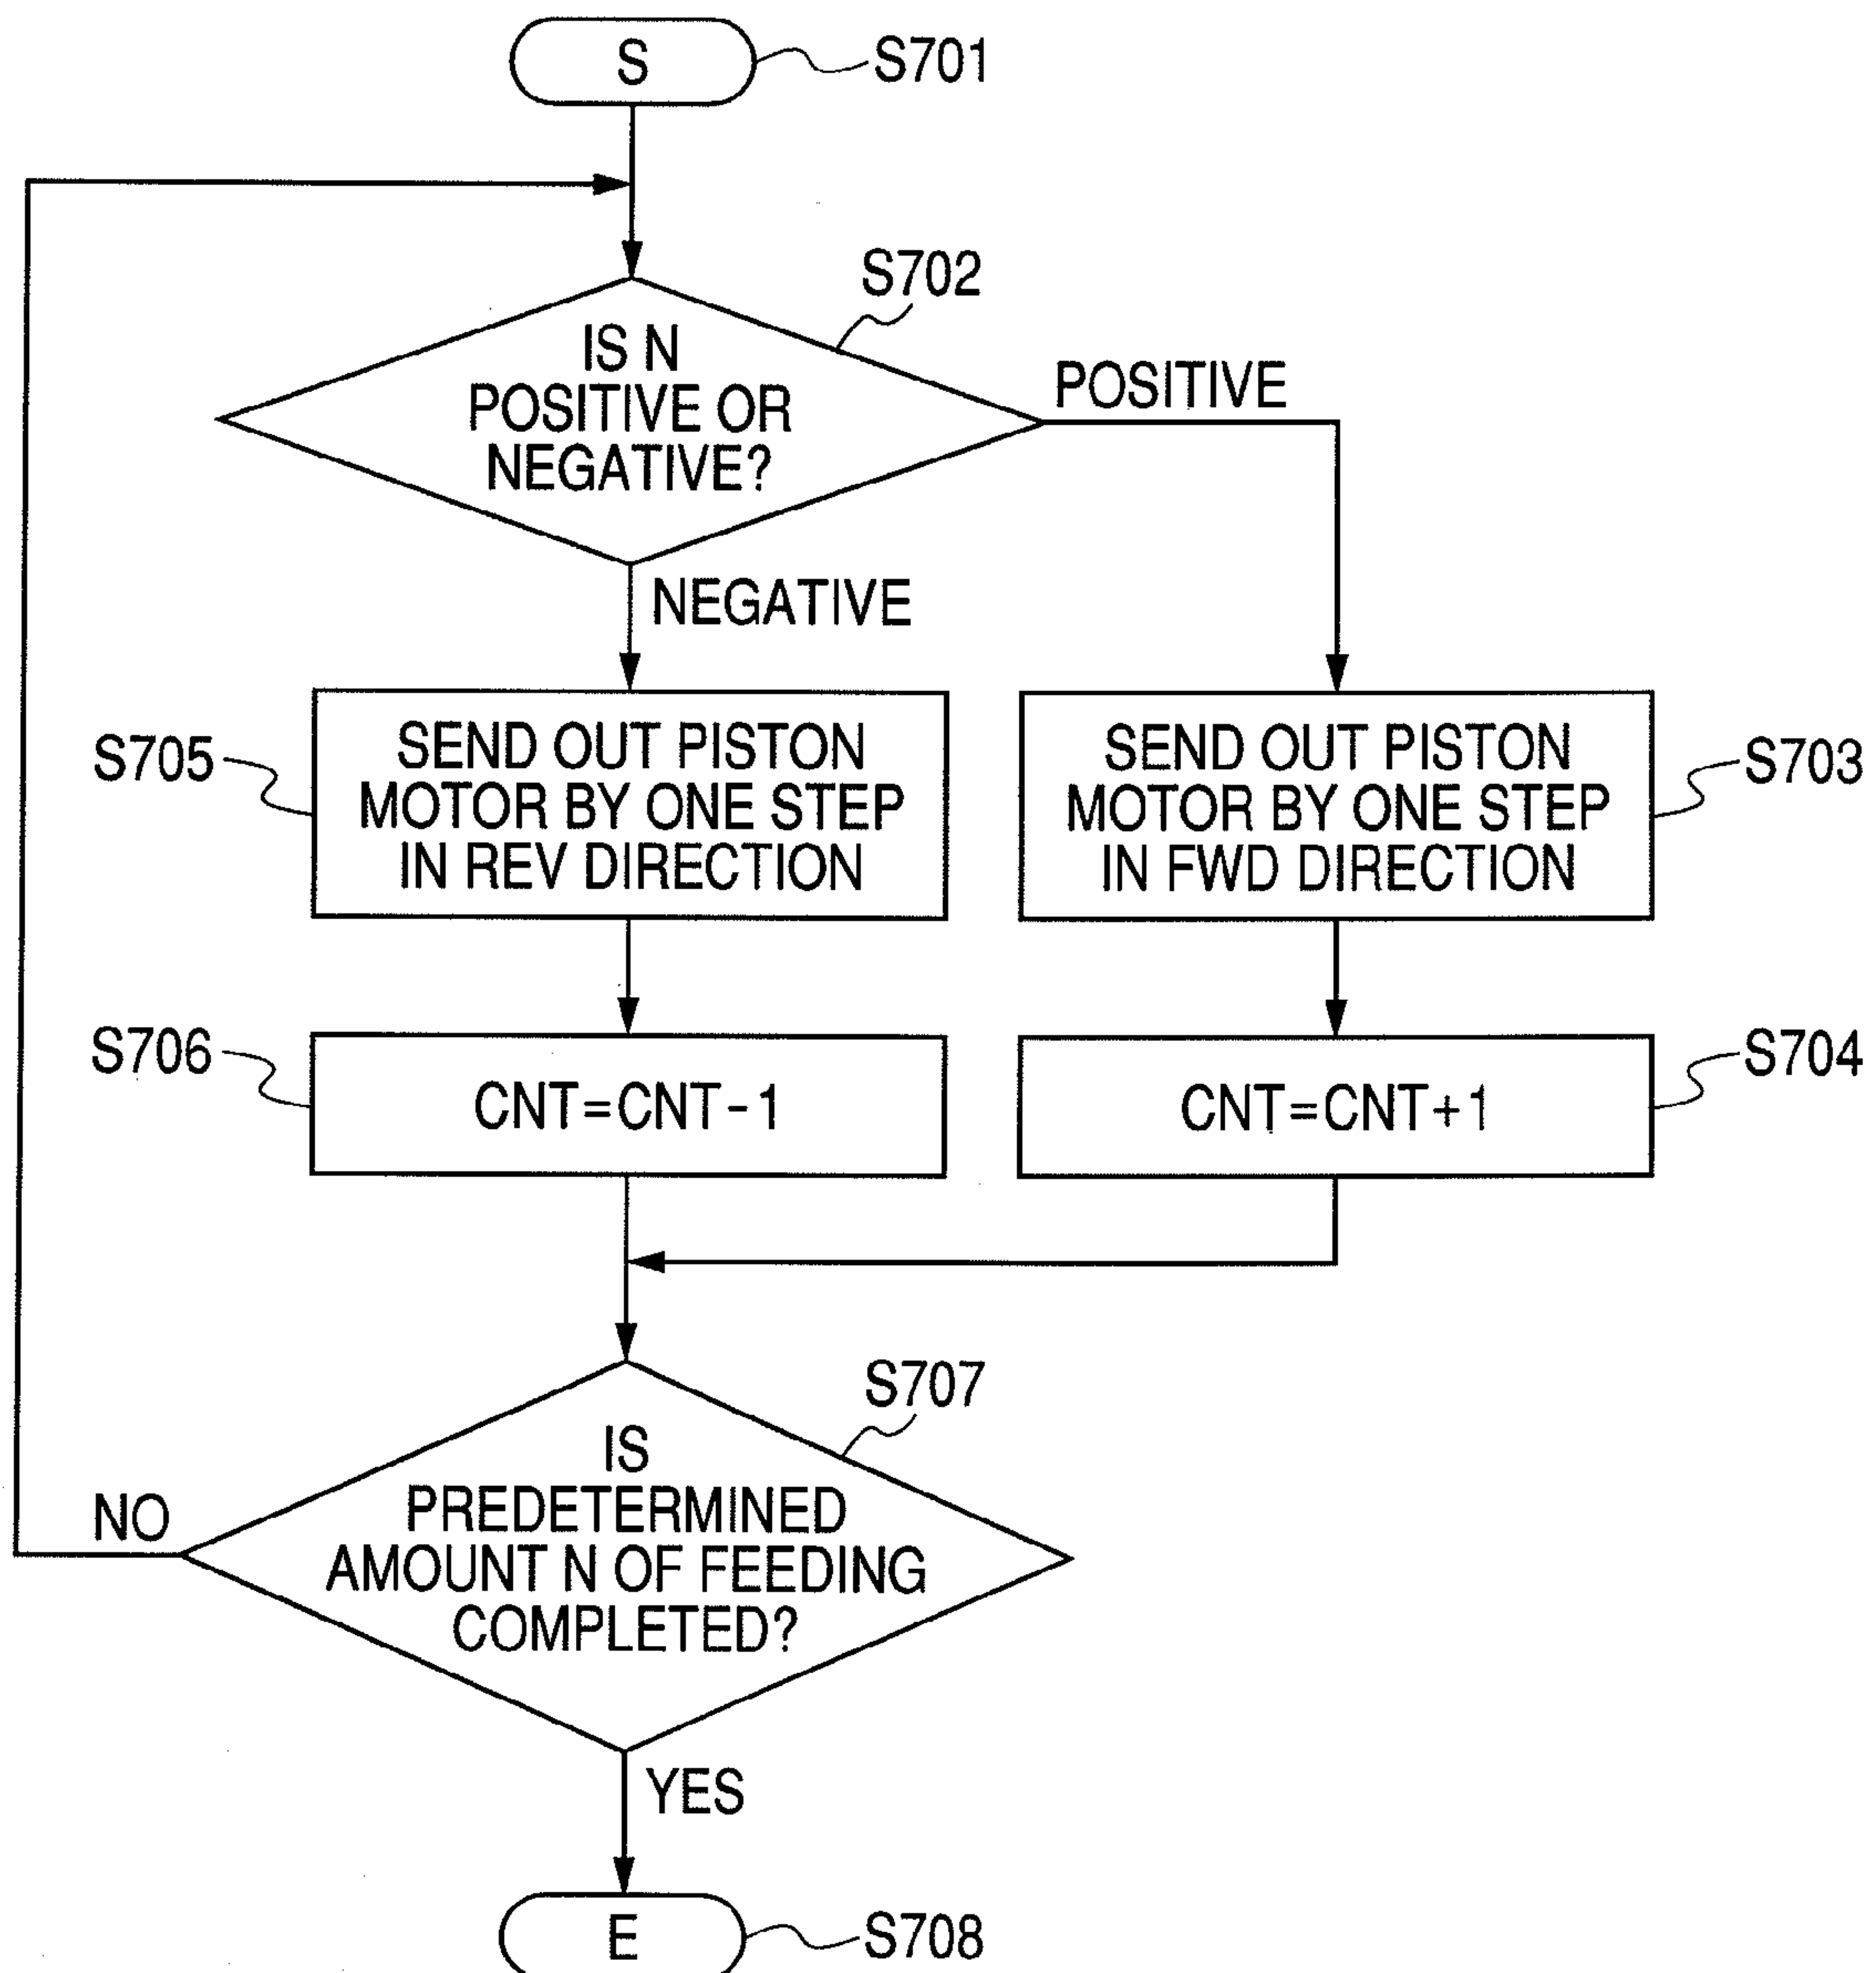 S
S701
S702
IS N
POSITIVE OR
NEGATIVE?
POSITIVE
NEGATIVE
S705
SEND OUT PISTON
MOTOR BY ONE STEP
IN REV DIRECTION
SEND OUT PISTON
MOTOR BY ONE STEP
IN FWD DIRECTION
S703
S706
CNT=CNT-1
CNT=CNT+1
S704
S707
IS
PREDETERMINED
AMOUNT N OF FEEDING
COMPLETED?
NO
YES
E
S708